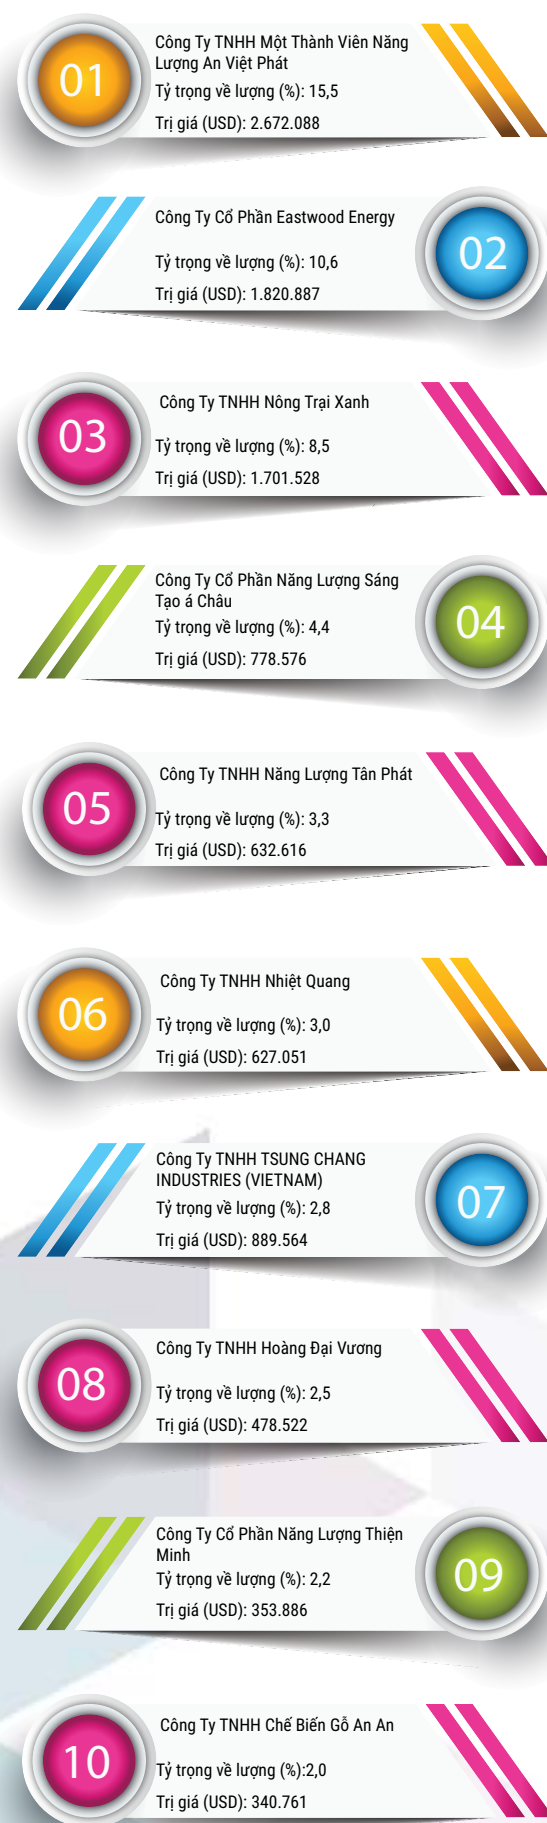 01
Công Ty TNHH Một Thành Viên Năng
Lượng An Việt Phát
Tỷ trọng về lượng (%): 15,5
Trị giá (USD): 2.672.088
Công Ty Cổ Phần Eastwood Energy
02
Tỷ trọng về lượng (%): 10,6
Trị giá (USD): 1.820.887
03
Công Ty TNHH Nông Trại Xanh
Tỷ trọng về lượng (%): 8,5
Trị giá (USD): 1.701.528
Công Ty Cổ Phần Năng Lượng Sáng
Tạo á Châu
04
Tỷ trọng về lượng (%): 4,4
Trị giá (USD): 778.576
05
Công Ty TNHH Năng Lượng Tân Phát
Tỷ trọng về lượng (%): 3,3
Trị giá (USD): 632.616
06
Công Ty TNHH Nhiệt Quang
Tỷ trọng về lượng (%): 3,0
Trị giá (USD): 627.051
Công Ty TNHH TSUNG CHANG
INDUSTRIES (VIETNAM)
07
Tỷ trọng về lượng (%): 2,8
Trị giá (USD): 889.564
08
Công Ty TNHH Hoàng Đại Vương
Tỷ trọng về lượng (%): 2,5
Trị giá (USD): 478.522
Công Ty Cổ Phần Năng Lượng Thiện
Minh
09
Tỷ trọng về lượng (%): 2,2
Trị giá (USD): 353.886
10
Công Ty TNHH Chế Biến Gỗ An An
Tỷ trọng về lượng (%):2,0
Trị giá (USD): 340.761